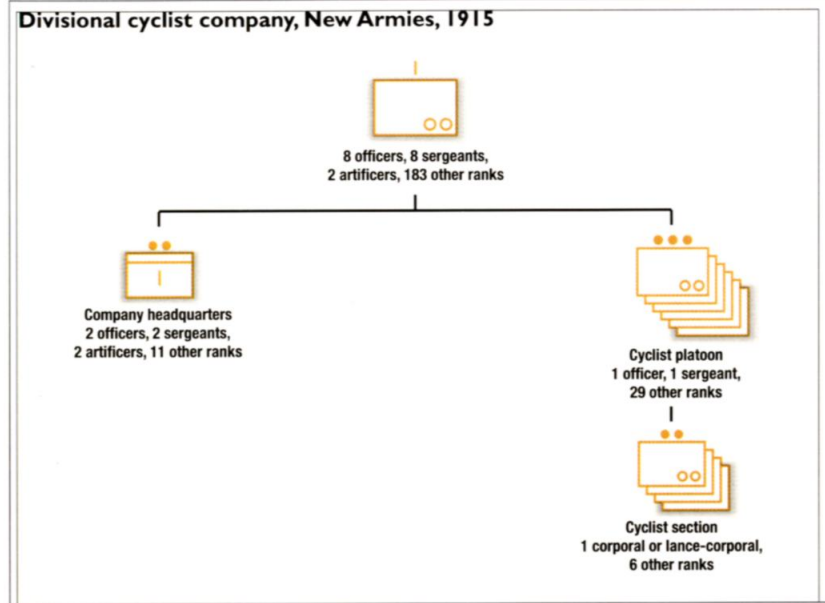 Divisional cyclist company, New Armies, 1915
8 officers, 8 sergeants,
2 artificers, 183 other ranks
Company headquarters
2 officers, 2 sergeants,
2 artificers, 11 other ranks
Cyclist platoon
1 officer, 1 sergeant,
29 other ranks
Cyclist section
1 corporal or lance-corporal,
6 other ranks